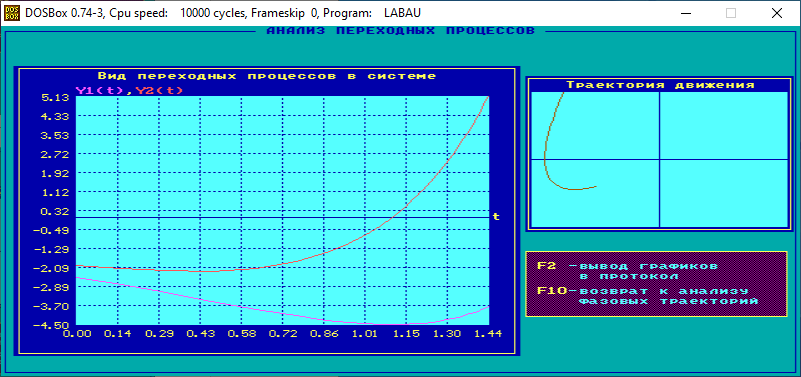 DOSBox 0.74-3, Cpu speed: 10000 cycles, Frameskip 0, Program: LABAU
АНАЛИЗ ПЕРЕХОДНЫХ ПРОЦЕССОВ
Вид переходных процессов в системе
Y1(t),Y2(t)
5.13
4.33
3.53
2.72
1.92
1.12
0.32
-0.49
-1.29
-2.09
-2.89
-3.70
-4.50
t
0.00 0.14 0.29 0.43 0.58 0.72 0.86 1.01 1.15 1.30 1.44
Траектория движения
F2 -вывод графиков
в протокол
F10-возврат к анализу
фазовых траекторий